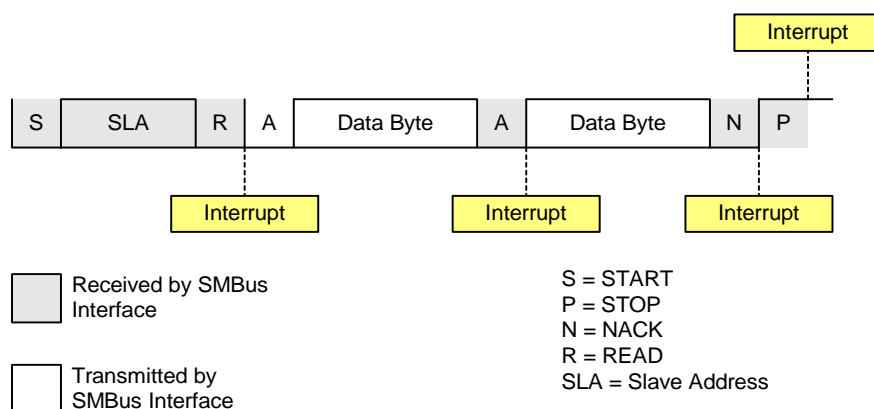 Interrupt
S SLA R A Data Byte A Data Byte N P
Interrupt Interrupt Interrupt
Received by SMBus
Interface
Transmitted by
SMBus Interface
S = START
P = STOP
N = NACK
R = READ
SLA = Slave Address